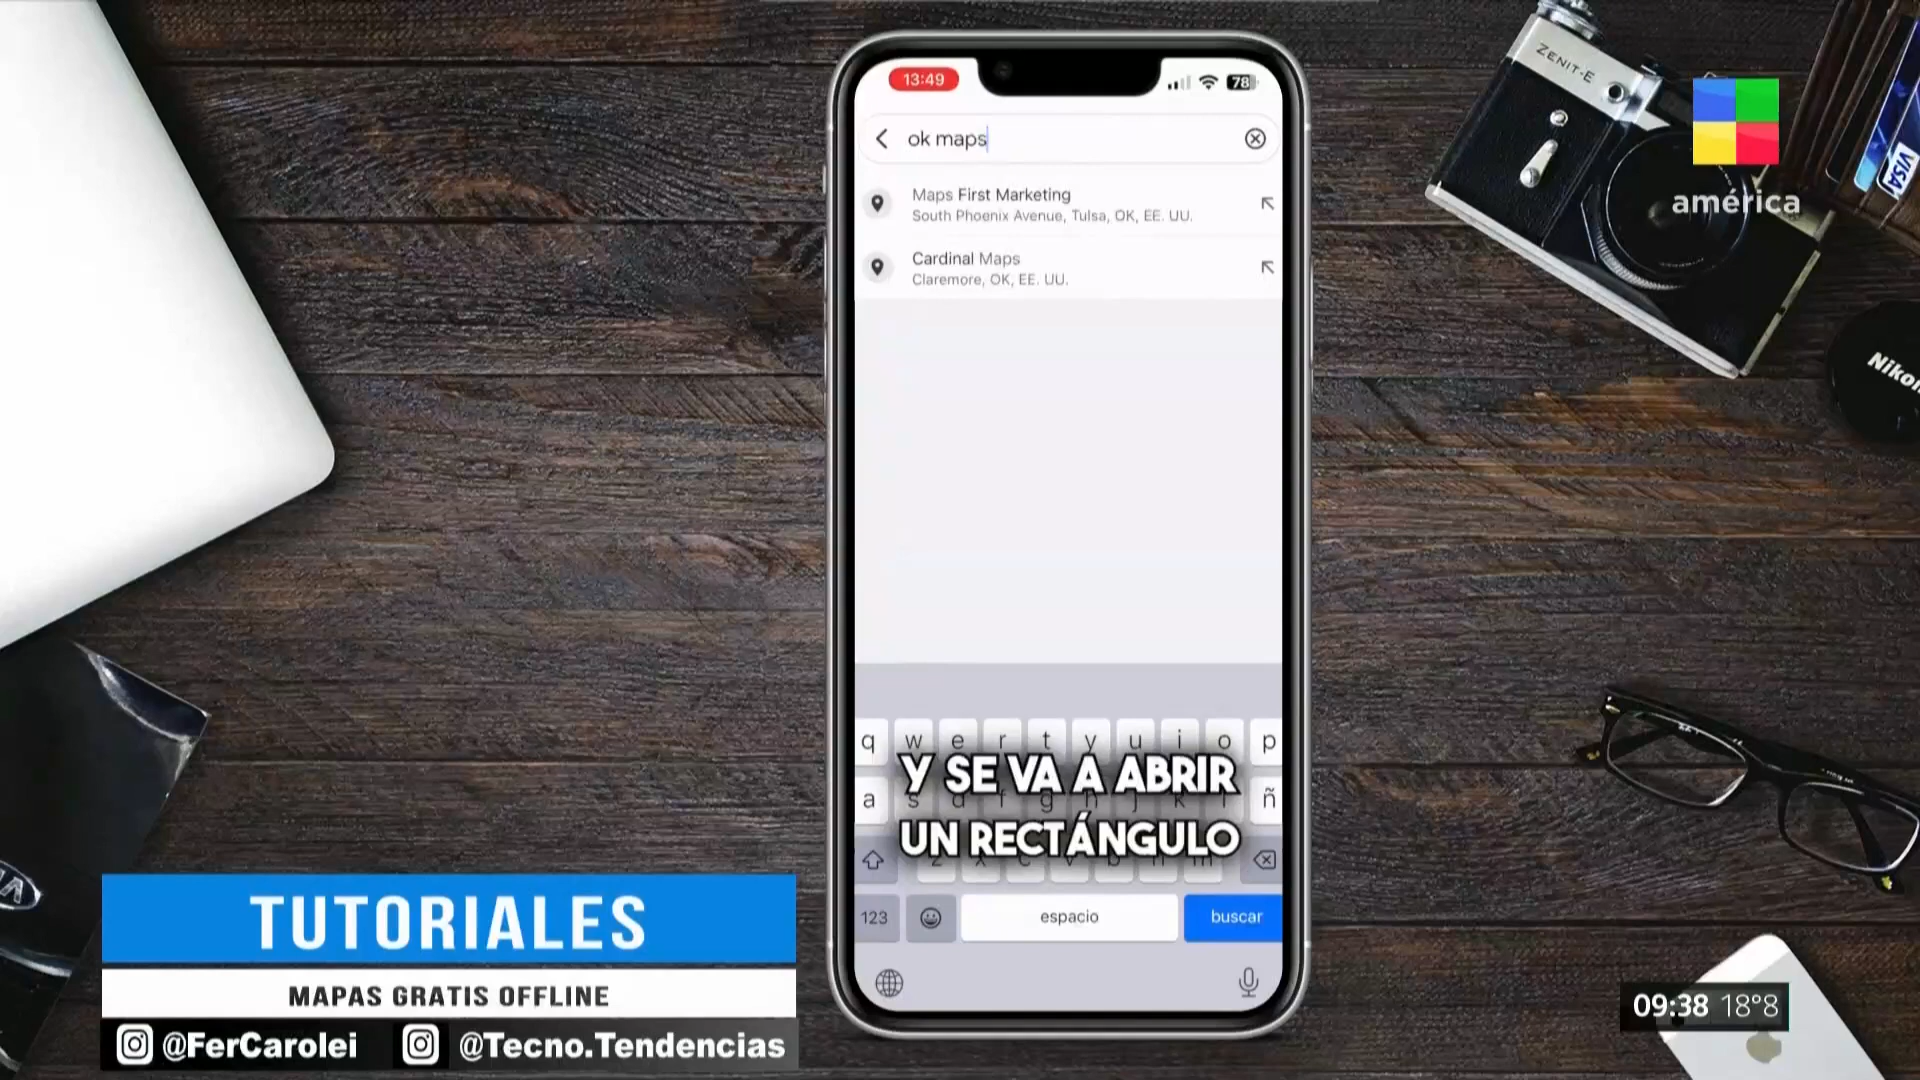 13:49
78
ok maps
Maps First Marketing
South Phoenix Avenue, Tulsa, OK, EE. UU.
Cardinal Maps
Claremore, OK, EE. UU.
q w e r t y u i o p
Y SE VA A ABRIR
a s d f g h j k l ñ
UN RECTÁNGULO
z x c v b n m
123
espacio
buscar
ZENIT-E
américa
VISA
Nikon
TUTORIALES
MAPAS GRATIS OFFLINE
@FerCarolei
@Tecno.Tendencias
09:38 18°8